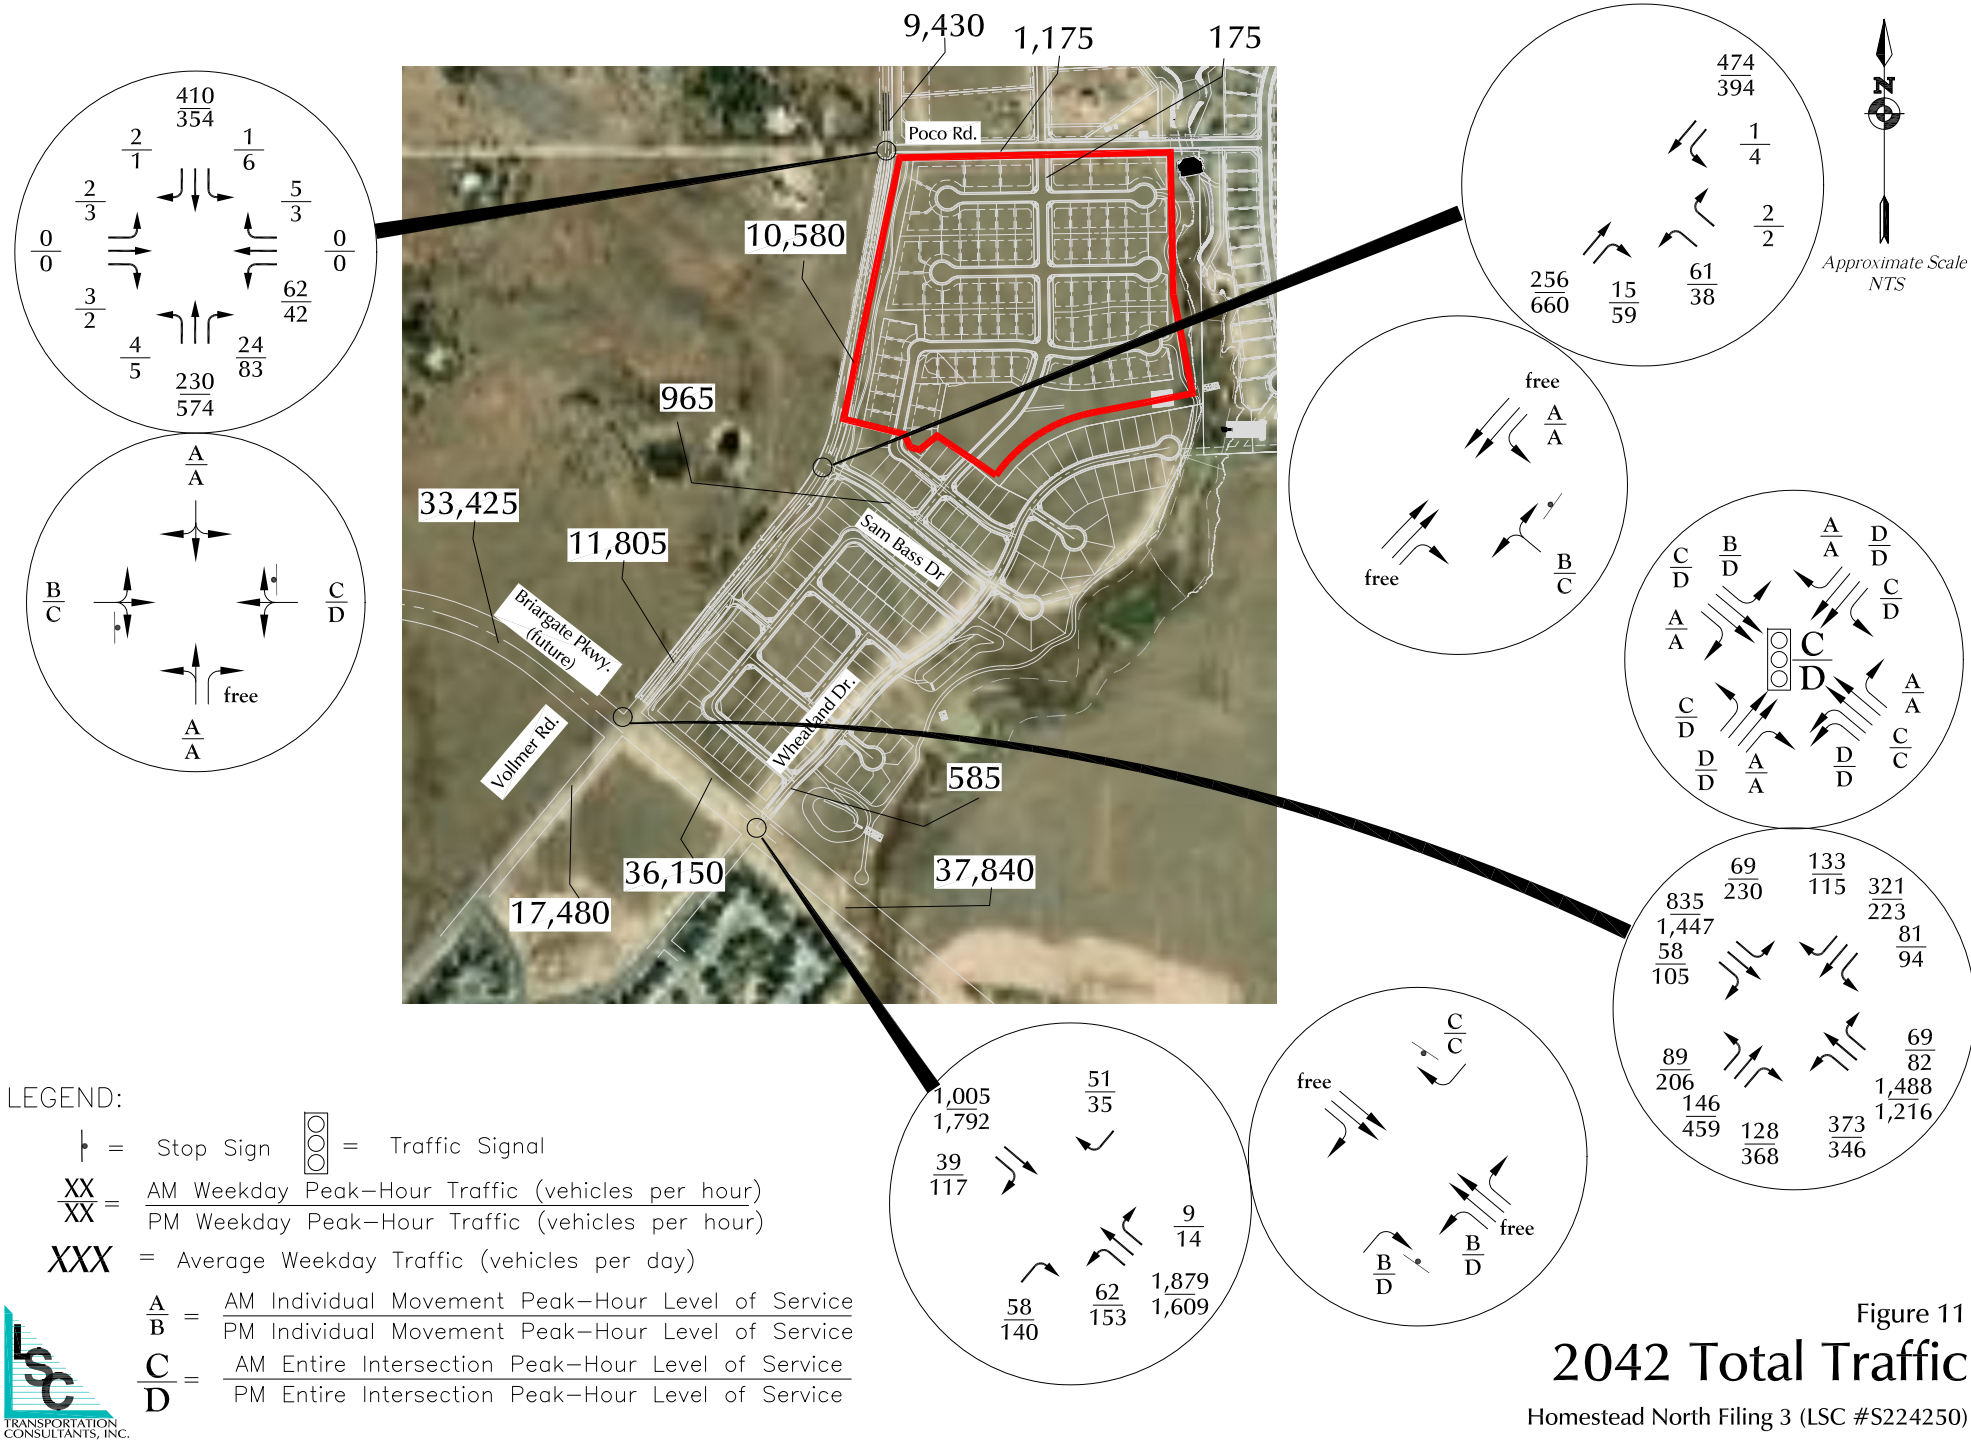 9,430
1,175
175
474
394
1
4
2
2
61
38
15
59
256
660
N
Approximate Scale
NTS
410
354
2
1
1
6
2
3
5
3
0
0
0
0
3
2
62
42
4
5
24
83
230
574
Poco Rd.
10,580
965
33,425
11,805
Sam Bass Dr
Briargate Pkwy.
(future)
Vollmer Rd.
Wheatland Dr.
585
36,150
37,840
17,480
A
A
B
C
C
D
free
A
A
free
A
A
free
B
C
C
D
B
D
A
A
D
D
C
D
A
A
C
D
C
D
A
A
C
C
D
D
D
D
A
A
69
230
133
115
321
223
835
1,447
81
94
58
105
89
206
69
82
146
459
1,488
1,216
128
368
373
346
1,005
1,792
51
35
39
117
9
14
58
140
62
153
1,879
1,609
C
C
free
free
B
D
B
D
LEGEND:
= Stop Sign = Traffic Signal
XX
XX
= AM Weekday Peak-Hour Traffic (vehicles per hour)
PM Weekday Peak-Hour Traffic (vehicles per hour)
XXX = Average Weekday Traffic (vehicles per day)
A
B
= AM Individual Movement Peak-Hour Level of Service
PM Individual Movement Peak-Hour Level of Service
C
D
= AM Entire Intersection Peak-Hour Level of Service
PM Entire Intersection Peak-Hour Level of Service
LSC
TRANSPORTATION
CONSULTANTS, INC.
Figure 11
2042 Total Traffic
Homestead North Filing 3 (LSC #S224250)